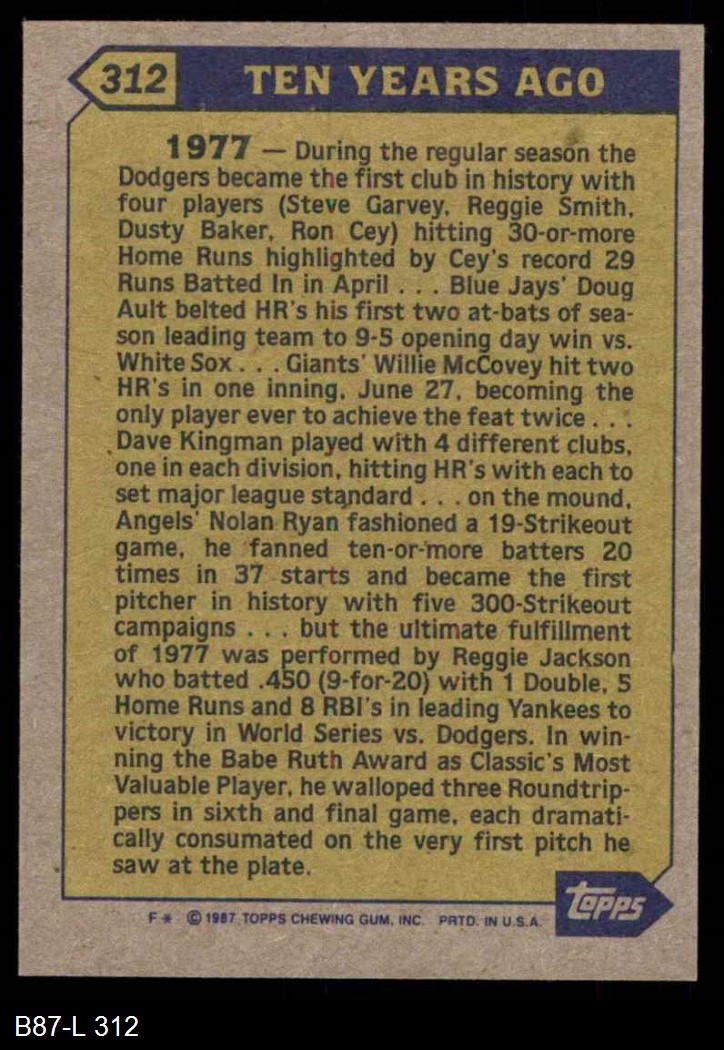 312 TEN YEARS AGO
1977 — During the regular season the
Dodgers became the first club in history with
four players (Steve Garvey, Reggie Smith,
Dusty Baker, Ron Cey) hitting 30-or-more
Home Runs highlighted by Cey's record 29
Runs Batted In in April . . . Blue Jays' Doug
Ault belted HR's his first two at-bats of sea-
son leading team to 9-5 opening day win vs.
White Sox . . . Giants' Willie McCovey hit two
HR's in one inning, June 27, becoming the
only player ever to achieve the feat twice . . .
Dave Kingman played with 4 different clubs,
one in each division, hitting HR's with each to
set major league standard . . . on the mound,
Angels' Nolan Ryan fashioned a 19-Strikeout
game, he fanned ten-or-more batters 20
times in 37 starts and became the first
pitcher in history with five 300-Strikeout
campaigns . . . but the ultimate fulfillment
of 1977 was performed by Reggie Jackson
who batted .450 (9-for-20) with 1 Double, 5
Home Runs and 8 RBI's in leading Yankees to
victory in World Series vs. Dodgers. In win-
ning the Babe Ruth Award as Classic's Most
Valuable Player, he walloped three Roundtrip-
pers in sixth and final game, each dramati-
cally consumated on the very first pitch he
saw at the plate.
topps
F * © 1987 TOPPS CHEWING GUM, INC. PRTD. IN U.S.A.
B87-L 312